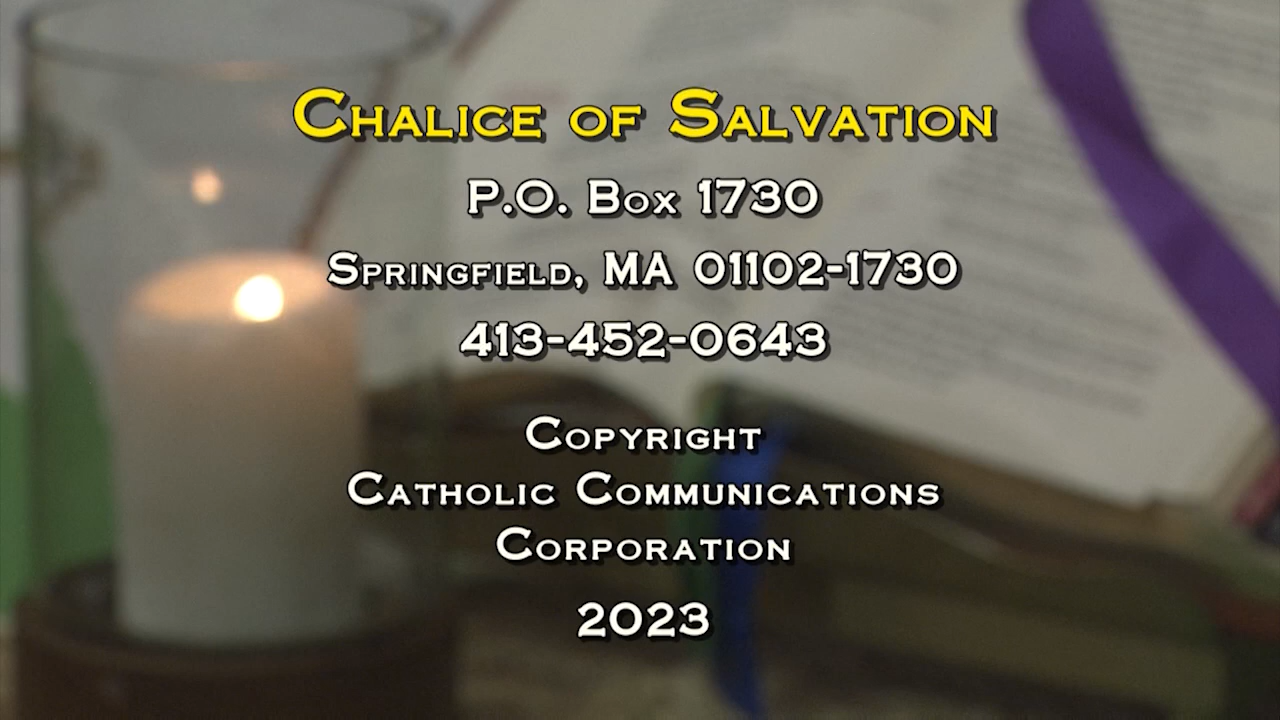 Chalice of Salvation
P.O. Box 1730
Springfield, MA 01102-1730
413-452-0643
Copyright
Catholic Communications
Corporation
2023